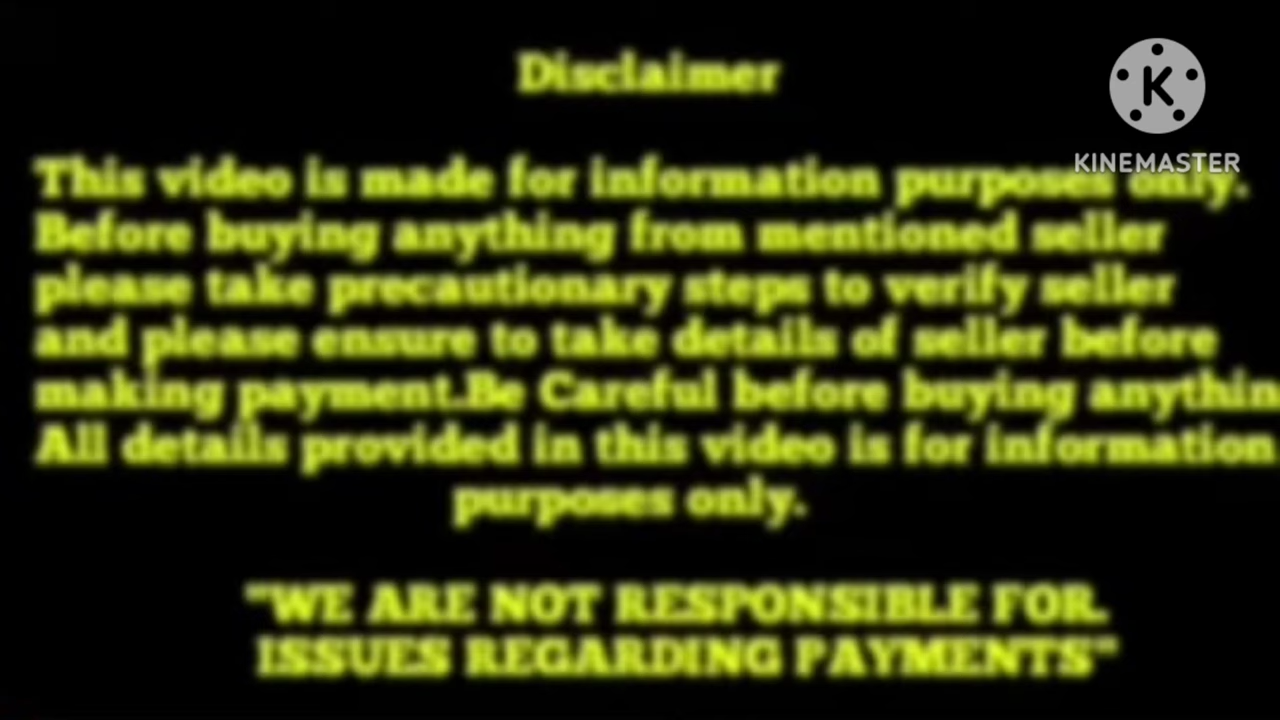 Disclaimer
K
KINEMASTER
This video is made for information purposes only.
Before buying anything from mentioned seller
please take precautionary steps to verify seller
and please ensure to take details of seller before
making payment.Be Careful before buying anythin
All details provided in this video is for information
purposes only.
"WE ARE NOT RESPONSIBLE FOR.
ISSUES REGARDING PAYMENTS"